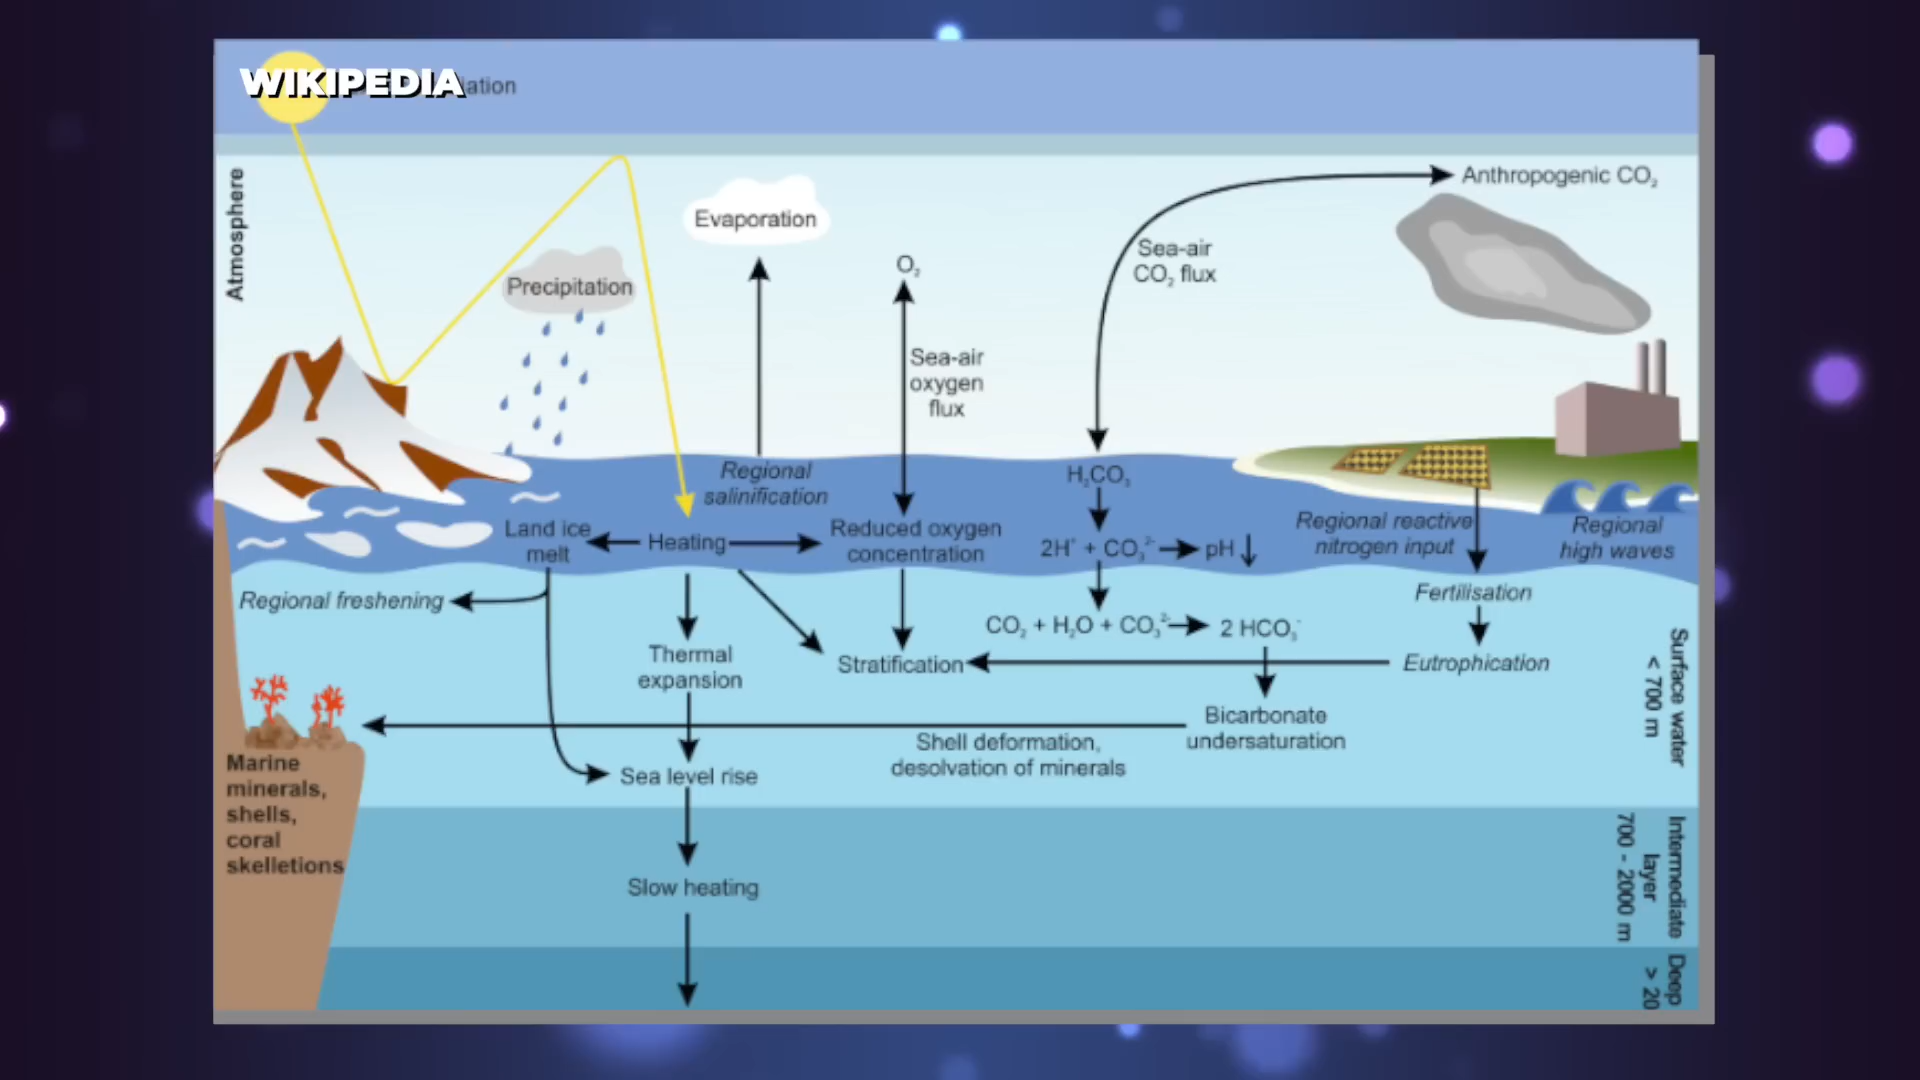 WIKIPEDIA
Atmosphere
Anthropogenic CO₂
Evaporation
Sea-air
CO₂ flux
O₂
Precipitation
Sea-air
oxygen
flux
Regional
salinification
H₂CO₃
Land ice
melt
Heating
Reduced oxygen
concentration
2H⁺ + CO₃²⁻
pH
Regional reactive
nitrogen input
Regional
high waves
Regional freshening
Fertilisation
CO₂ + H₂O + CO₃²⁻
2 HCO₃⁻
Thermal
expansion
Stratification
Eutrophication
Surface water
< 700 m
Bicarbonate
undersaturation
Shell deformation,
desolvation of minerals
Sea level rise
Marine
minerals,
shells,
coral
skelletions
Intermediate
layer
700 - 2000 m
Slow heating
Deep
> 20